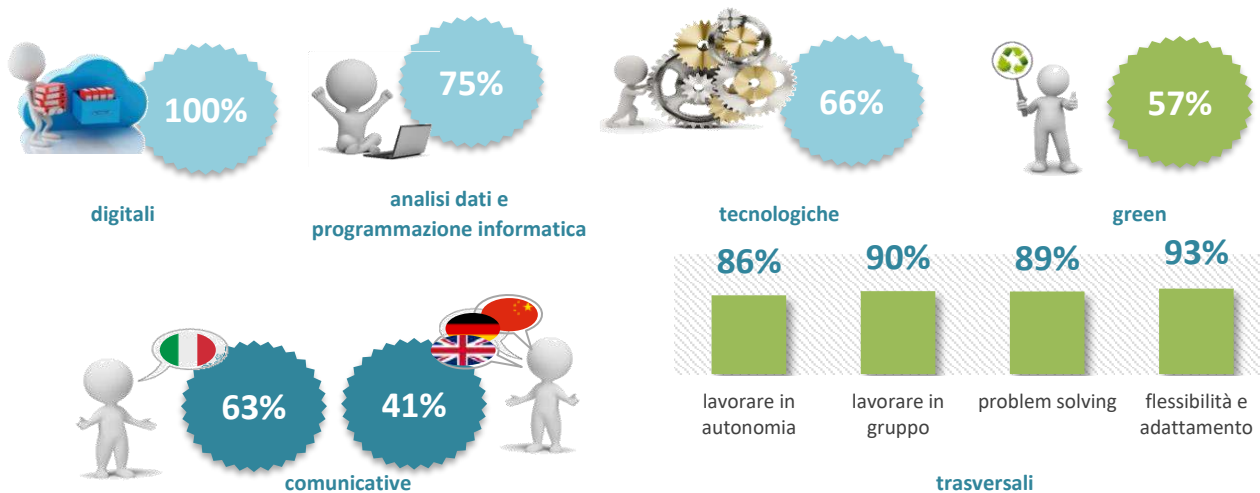 100%
75%
66%
57%
digitali
analisi dati e
programmazione informatica
tecnologiche
green
86%
90%
89%
93%
lavorare in
autonomia
lavorare in
gruppo
problem solving
flessibilità e
adattamento
63%
41%
comunicative
trasversali